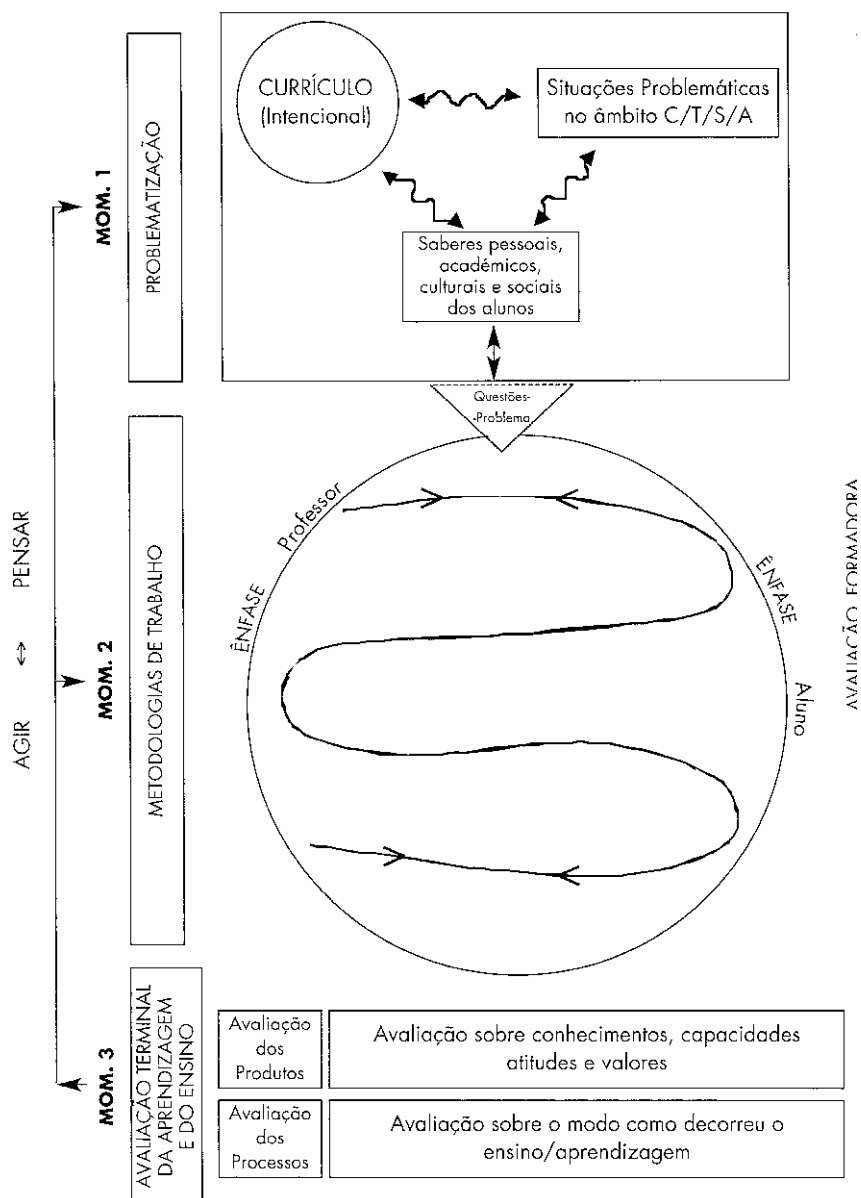 AGIR ⇔ PENSAR
MOM. 1
PROBLEMATIZAÇÃO
CURRÍCULO
(Intencional)
Situações Problemáticas
no âmbito C/T/S/A
Saberes pessoais,
académicos,
culturais e sociais
dos alunos
Questões-
-Problema
MOM. 2
METODOLOGIAS DE TRABALHO
ÊNFASE
Professor
ÊNFASE
Aluno
AVALIAÇÃO FORMADORA
MOM. 3
AVALIAÇÃO TERMINAL
DA APRENDIZAGEM
E DO ENSINO
Avaliação
dos
Produtos
Avaliação sobre conhecimentos, capacidades
atitudes e valores
Avaliação
dos
Processos
Avaliação sobre o modo como decorreu o
ensino/aprendizagem